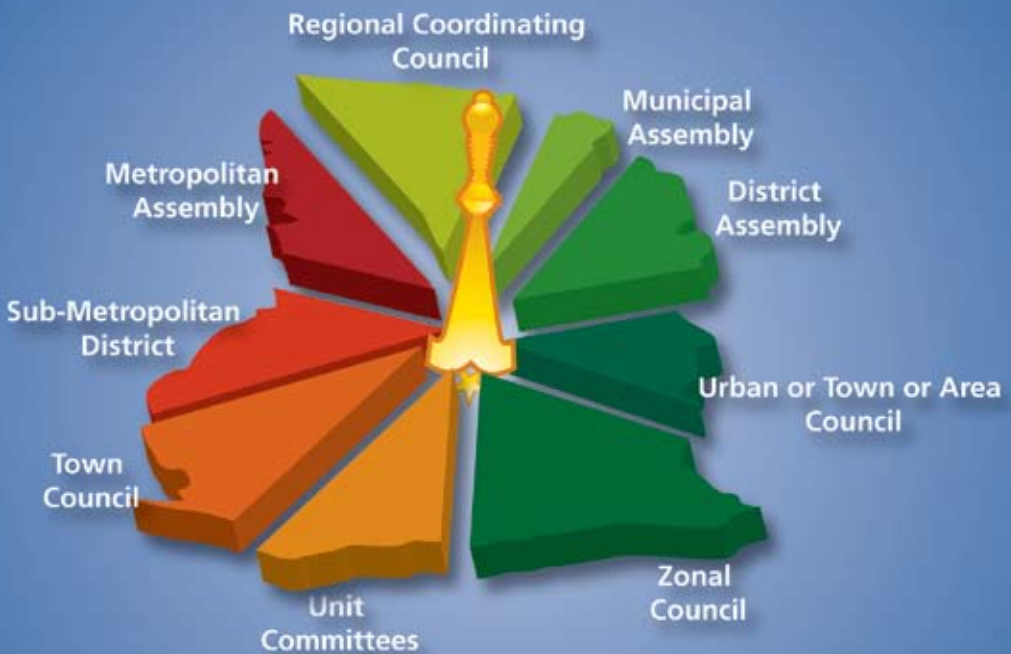 Regional Coordinating
Council
Municipal
Assembly
Metropolitan
Assembly
District
Assembly
Sub-Metropolitan
District
Urban or Town or Area
Council
Town
Council
Zonal
Council
Unit
Committees